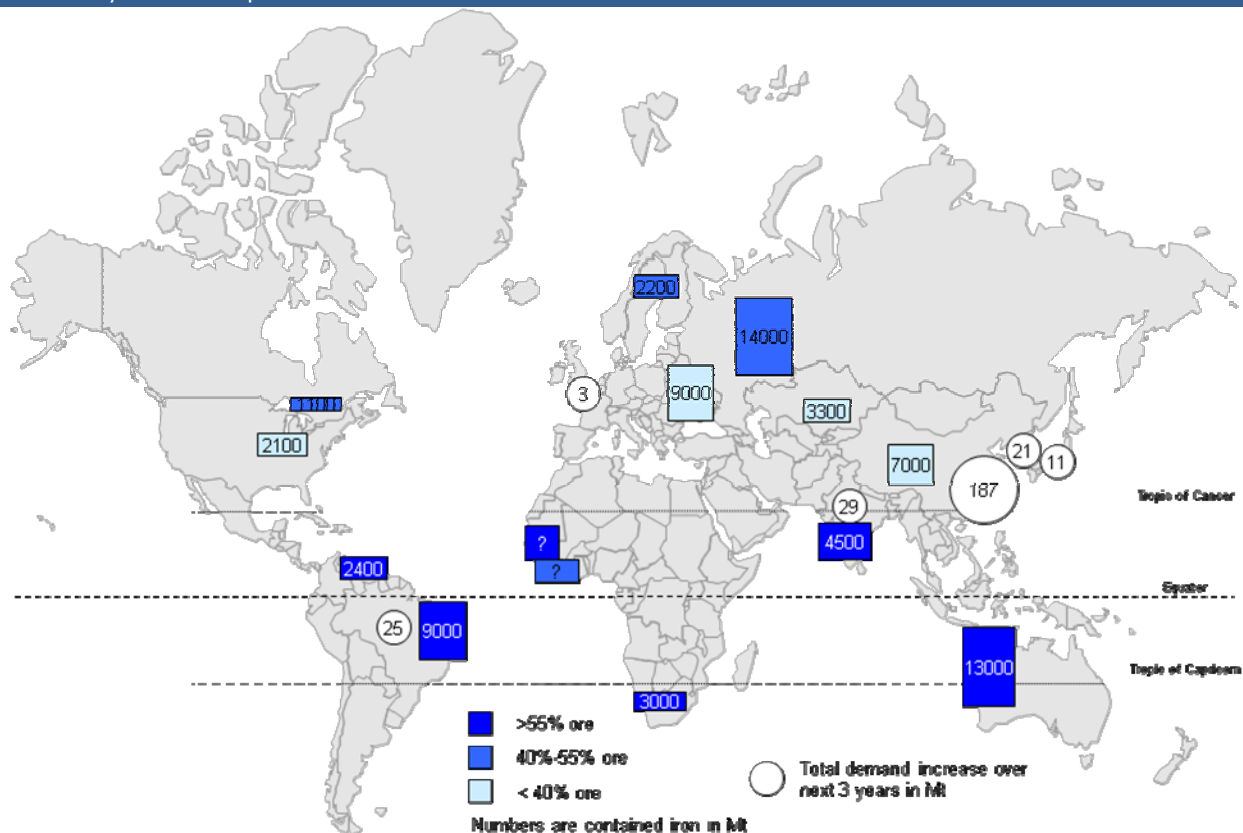 2200
14000
3
9000
3300
2100
7000
21
11
187
29
Tropic of Cancer
4500
?
?
2400
Equator
25
9000
13000
Tropic of Capricorn
3000
>55% ore
40%-55% ore
< 40% ore
Total demand increase over
next 3 years in Mt
Numbers are contained iron in Mt